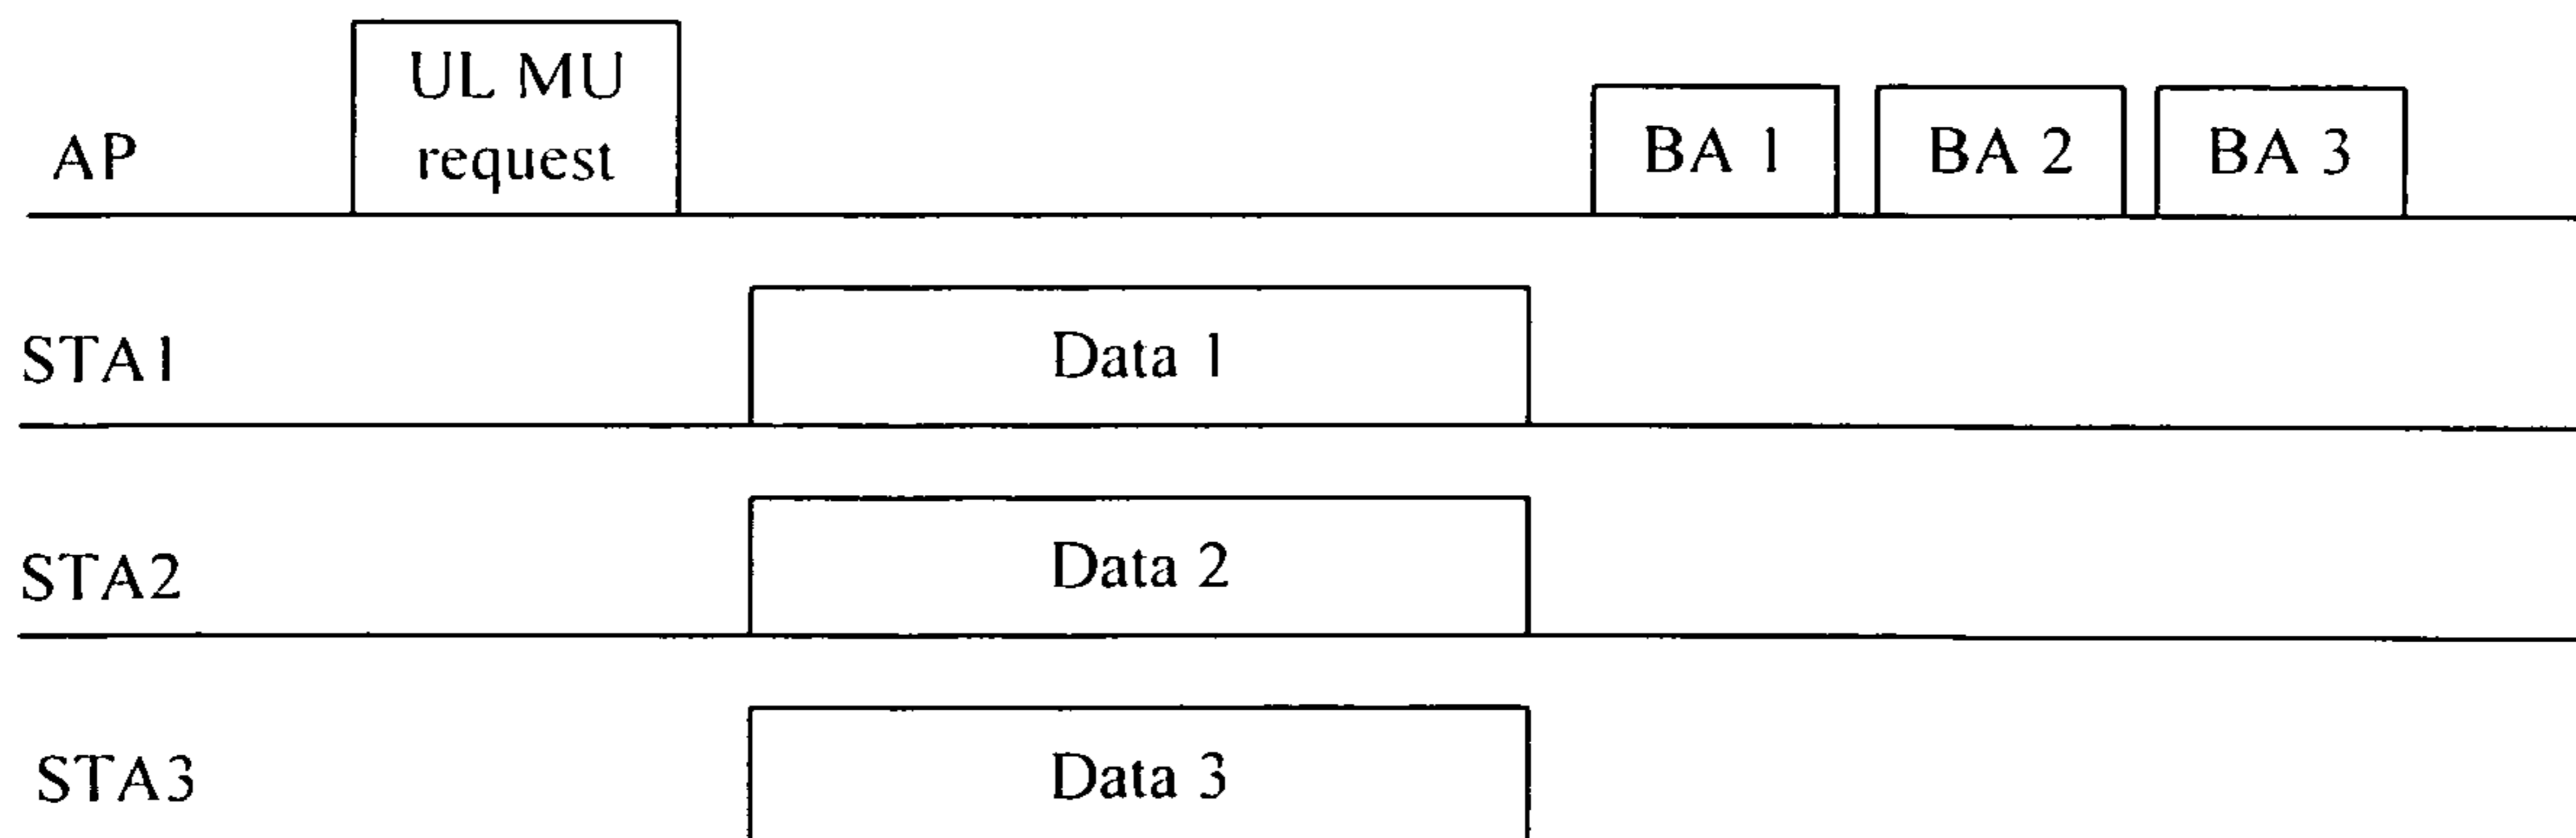 UL MU
request
AP
BA 1
BA 2
BA 3
STA1
Data 1
STA2
Data 2
STA3
Data 3